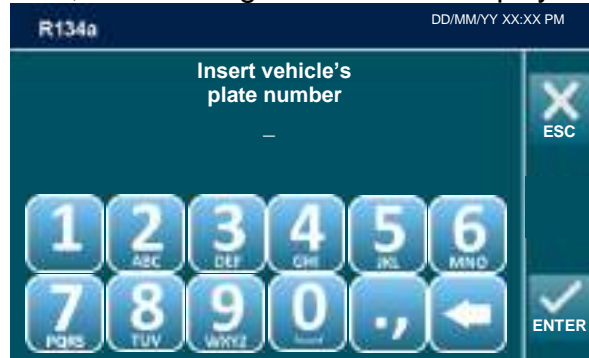 R134a DD/MM/YY XX:XX PM
Insert vehicle's
plate number
_
ESC
1 2 3 4 5 6
ABC DEF GHI JKL MNO
7 8 9 0 .,
PQRS TUV WXYZ
ENTER